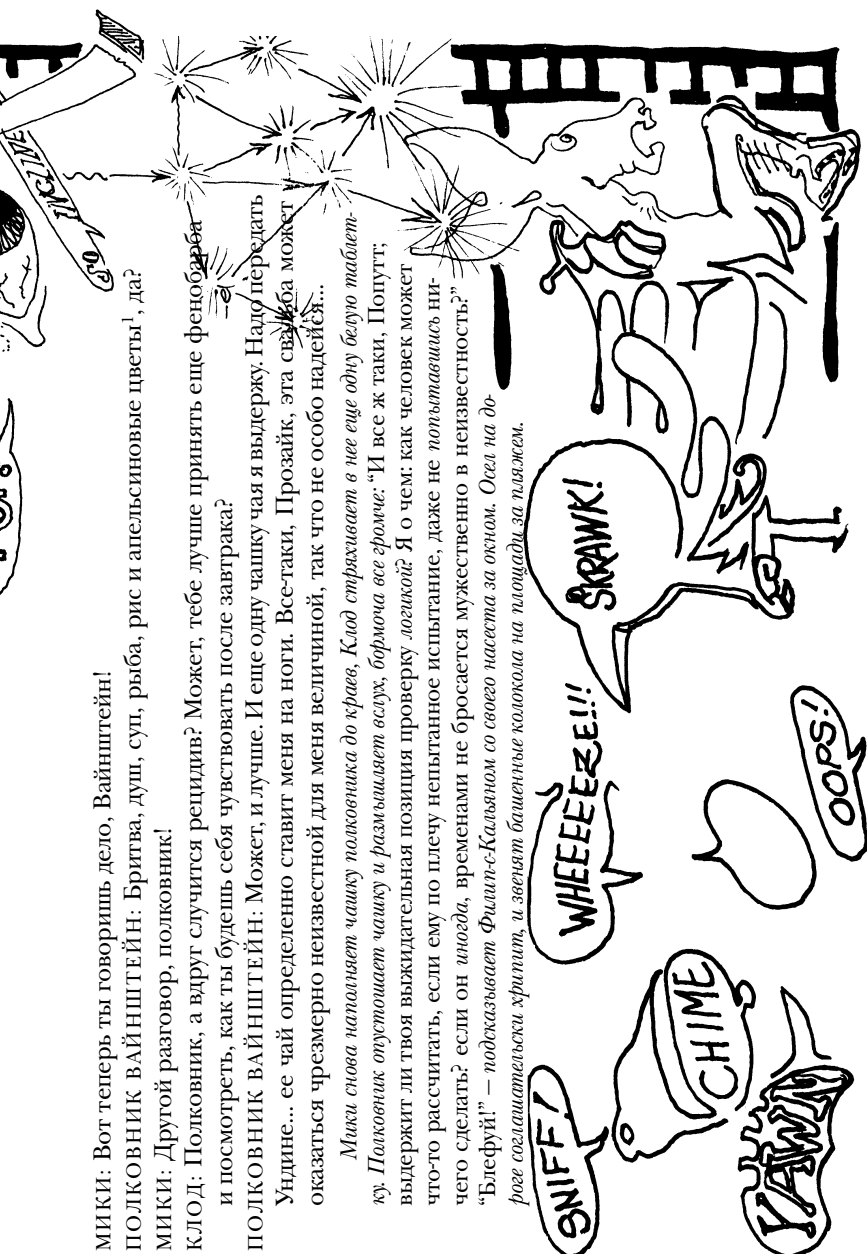 МИКИ: Вот теперь ты говоришь дело, Вайнштейн!
ПОЛКОВНИК ВАЙНШТЕЙН: Бритва, душ, суп, рыба, рис и апельсиновые цветы¹, да?
МИКИ: Другой разговор, полковник!
КЛОД: Полковник, а вдруг случится рецидив? Может, тебе лучше принять еще фенобарба
и посмотреть, как ты будешь себя чувствовать после завтрака?
ПОЛКОВНИК ВАЙНШТЕЙН: Может, и лучше. И еще одну чашку чая я выдержу. Надо передать
Ундине... ее чай определенно ставит меня на ноги. Все-таки, Прозайк, эта свадьба может
оказаться чрезмерно неизвестной для меня величиной, так что не особо надейся...
Мики снова наполняет чашку полковника до краев, Клод стряхивает в нее еще одну белую таблет-
ку. Полковник опустошает чашку и размышляет вслух, бормоча все громче: “И все ж таки, Попутт;
выдержит ли твоя выжидательная позиция проверку логикой? Я о чем: как человек может
что-то рассчитать, если ему по плечу непытанное испытание, даже не попытавшись ни-
чего сделать? если он иногда, временами не бросается мужественно в неизвестность?”
“Блефуй!” — подсказывает Филип-с-Кальяном со своего насеста за окном. Осел на до-
роге соглашательски хрипит, и звенят башенные колокола на площади за пляжем.
SNIFF!
WHEEEEEZE!!!
SKRAWK!
CHIME
YAWN
OOPS!